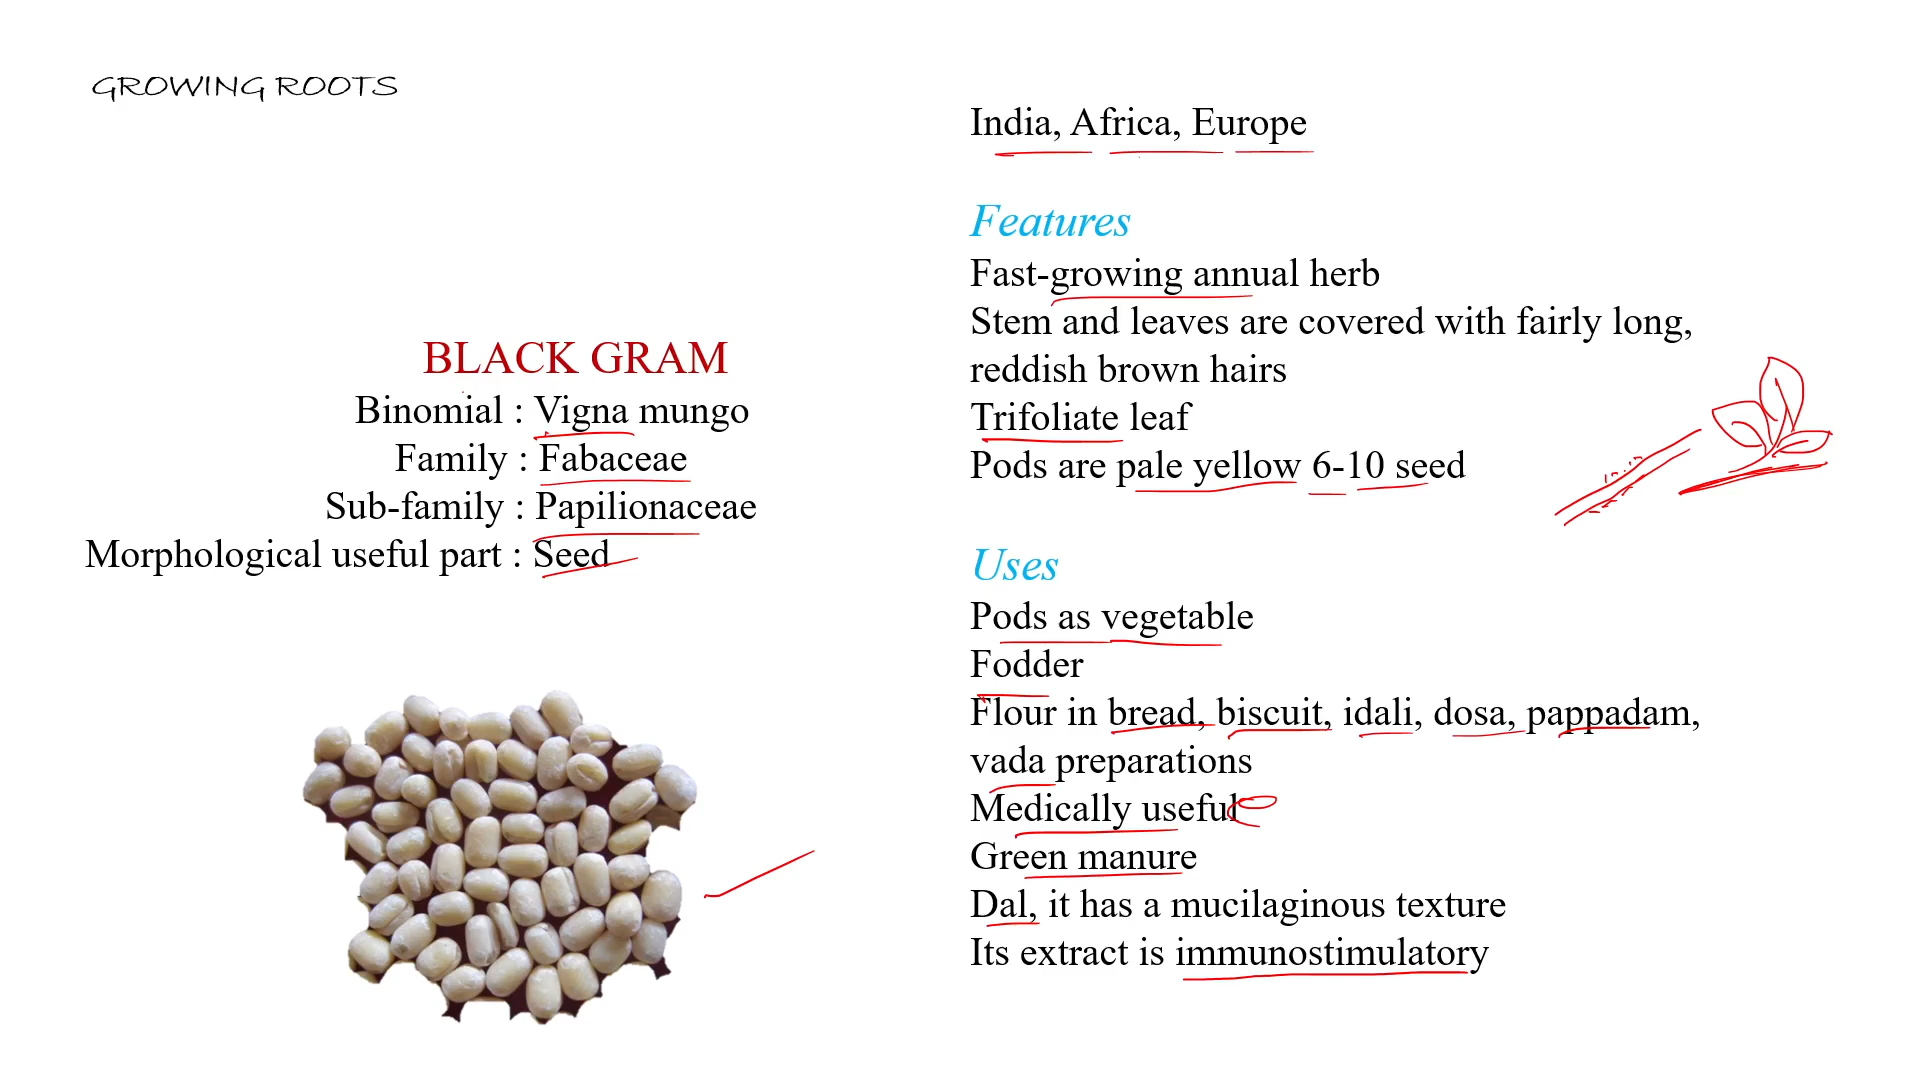 GROWING ROOTS
BLACK GRAM
Binomial : Vigna mungo
Family : Fabaceae
Sub-family : Papilionaceae
Morphological useful part : Seed
India, Africa, Europe
Features
Fast-growing annual herb
Stem and leaves are covered with fairly long,
reddish brown hairs
Trifoliate leaf
Pods are pale yellow 6-10 seed
Uses
Pods as vegetable
Fodder
Flour in bread, biscuit, idali, dosa, pappadam,
vada preparations
Medically useful
Green manure
Dal, it has a mucilaginous texture
Its extract is immunostimulatory